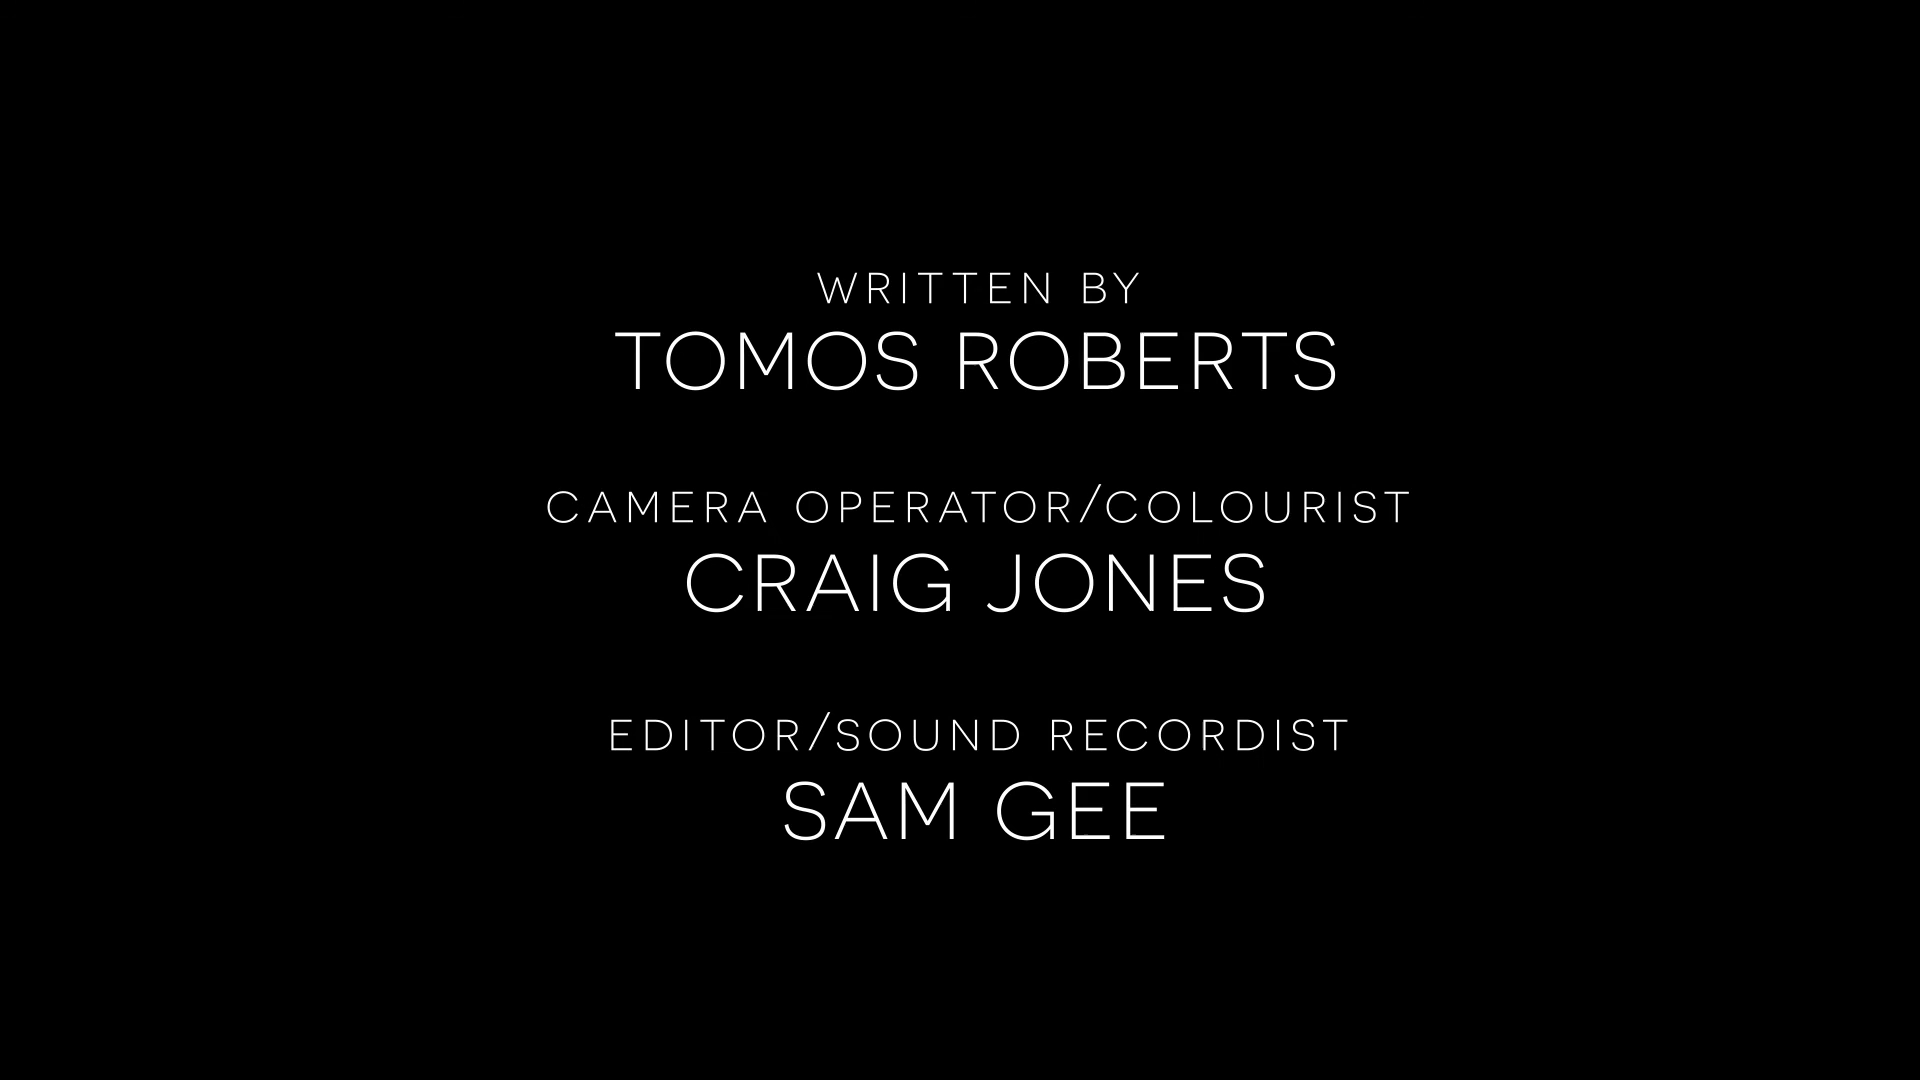 WRITTEN BY
TOMOS ROBERTS
CAMERA OPERATOR/COLOURIST
CRAIG JONES
EDITOR/SOUND RECORDIST
SAM GEE